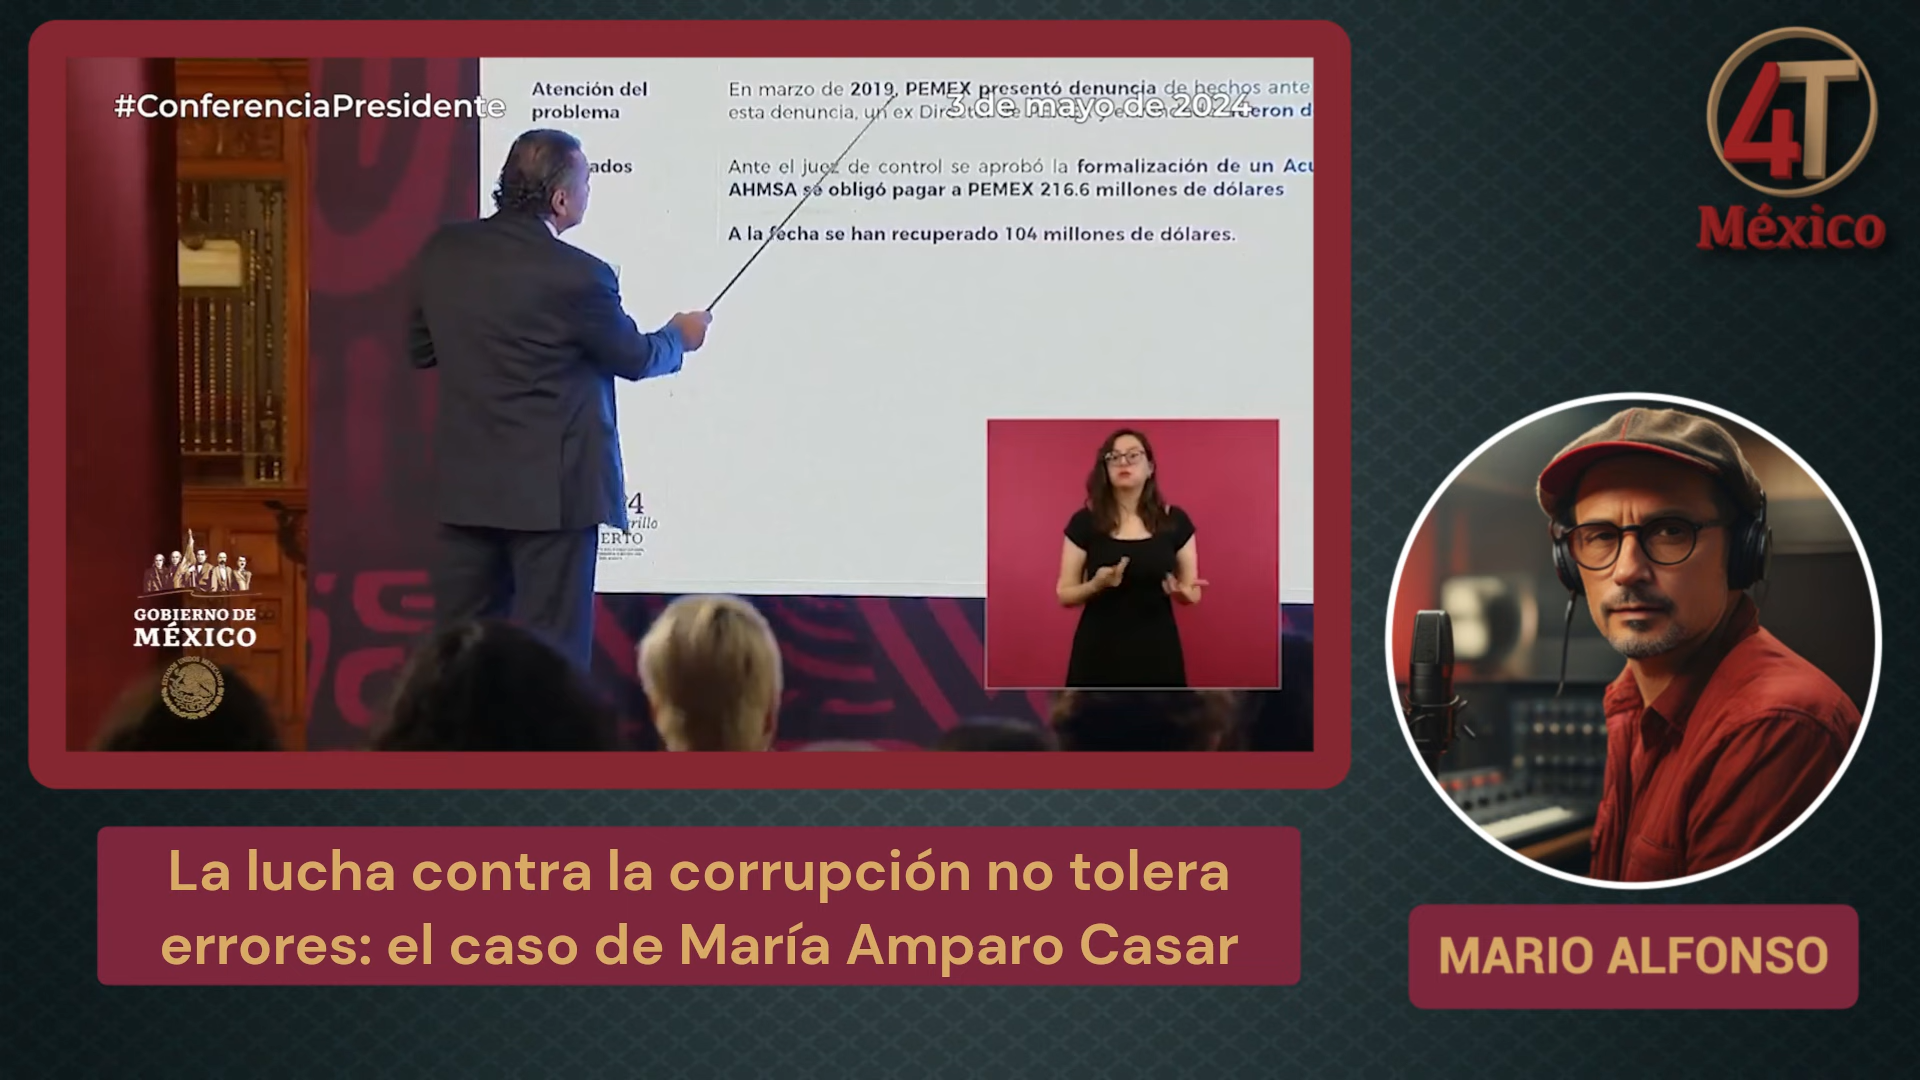 #ConferenciaPresidente
3 de mayo de 2024
Atención del
problema
En marzo de 2019, PEMEX presentó denuncia de hechos ante
esta denuncia, un ex
eron d
ados
Ante el juez de control se aprobó la formalización de un Acu
AHMSA se obligó pagar a PEMEX 216.6 millones de dólares
A la fecha se han recuperado 104 millones de dólares.
4
rrillo
ERTO
GOBIERNO DE
MÉXICO
4T
México
La lucha contra la corrupción no tolera
errores: el caso de María Amparo Casar
MARIO ALFONSO